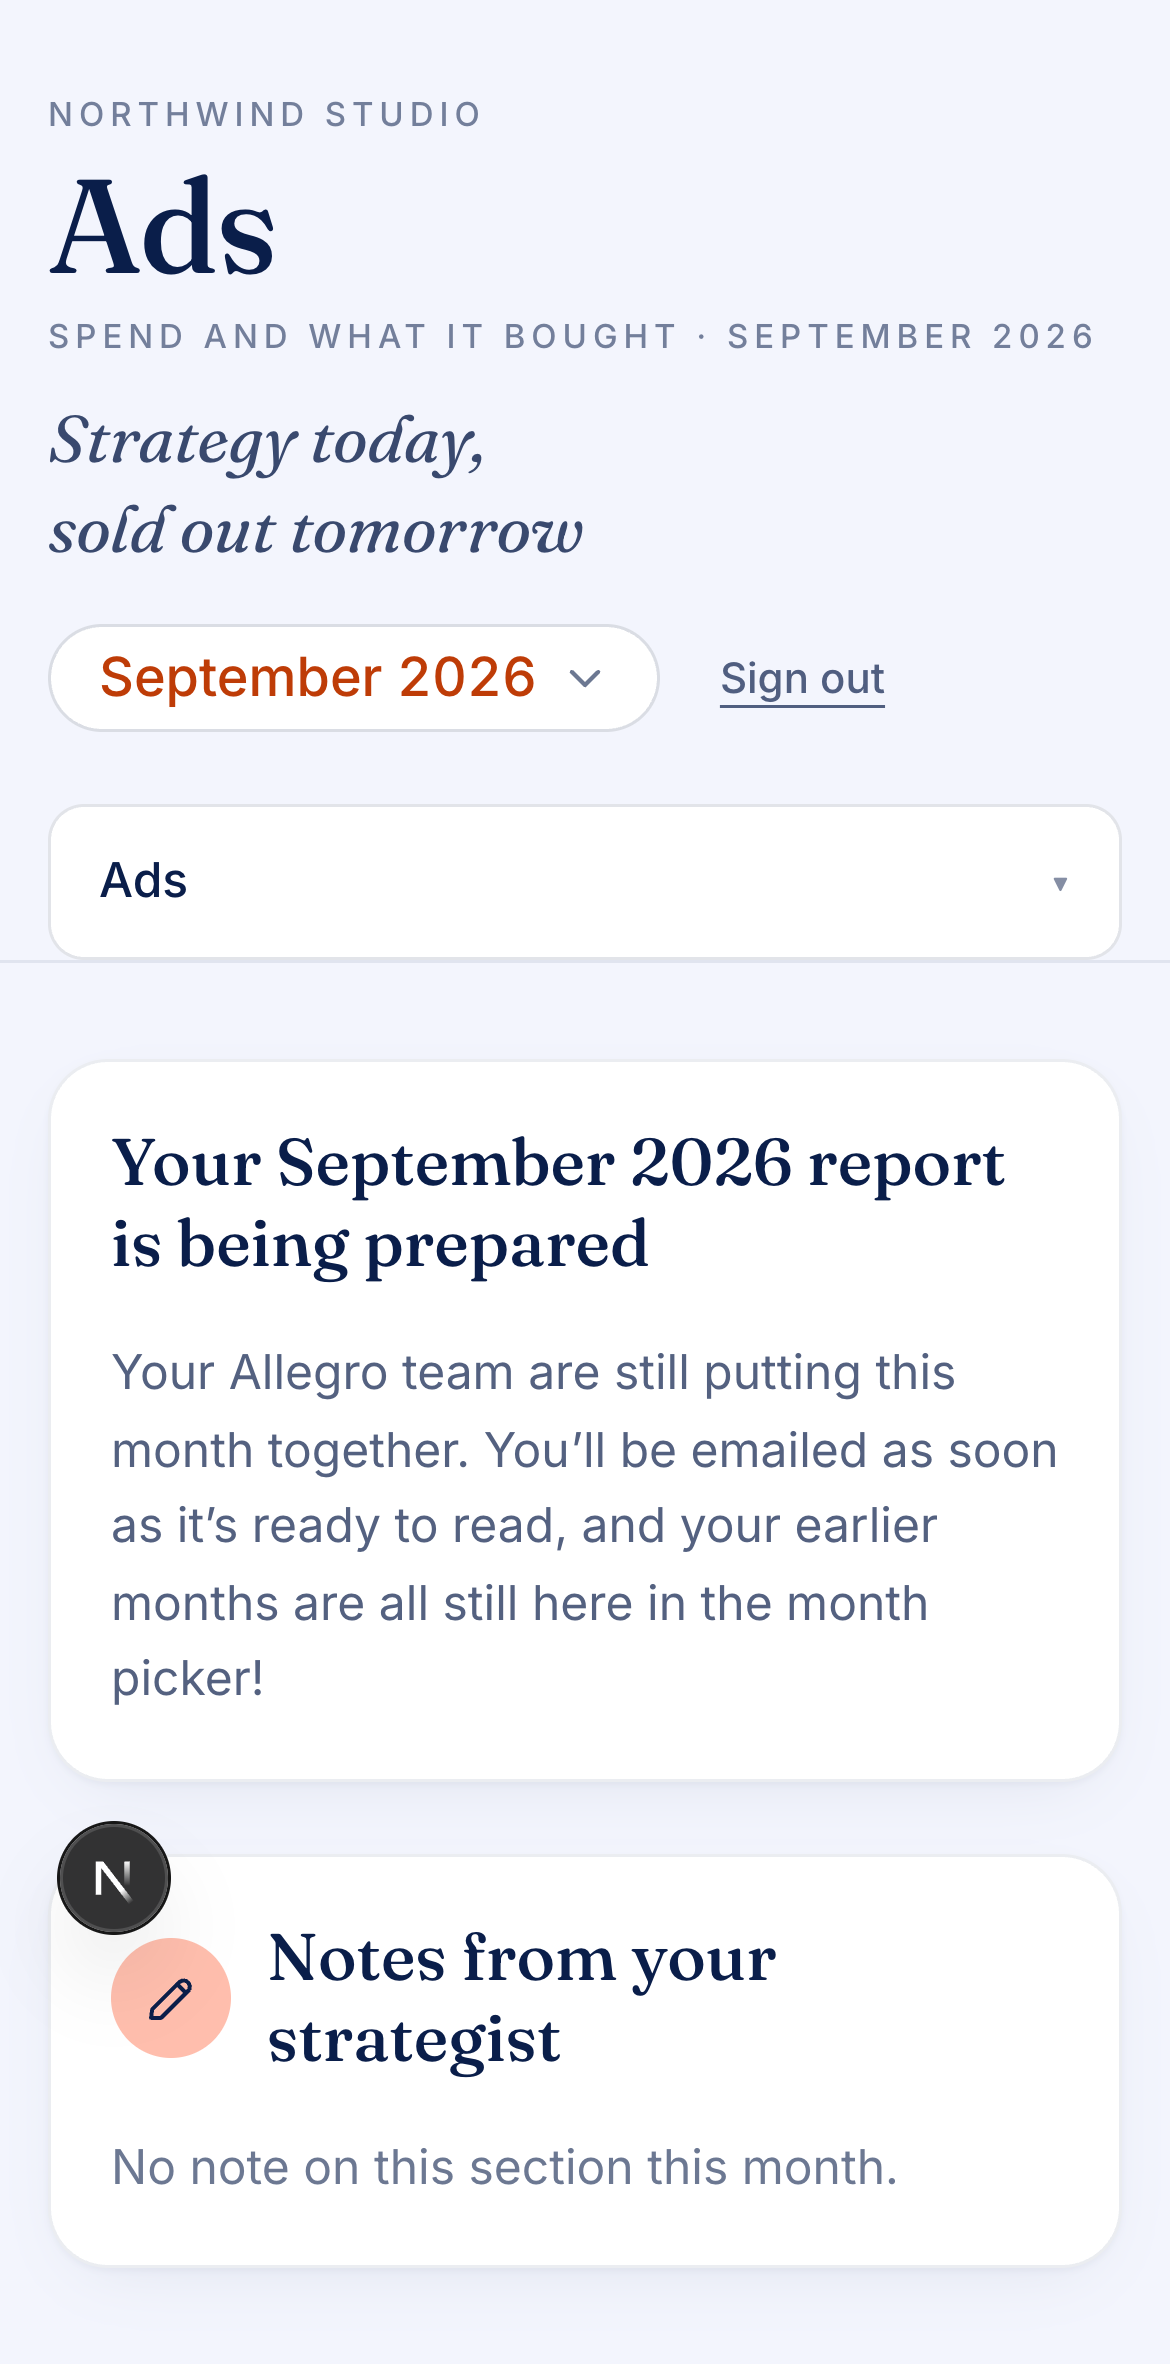 NORTHWIND STUDIO
Ads
SPEND AND WHAT IT BOUGHT · SEPTEMBER 2026
Strategy today,
sold out tomorrow
September 2026
Sign out
Ads
Your September 2026 report
is being prepared
Your Allegro team are still putting this
month together. You’ll be emailed as soon
as it’s ready to read, and your earlier
months are all still here in the month
picker!
N
Notes from your
strategist
No note on this section this month.